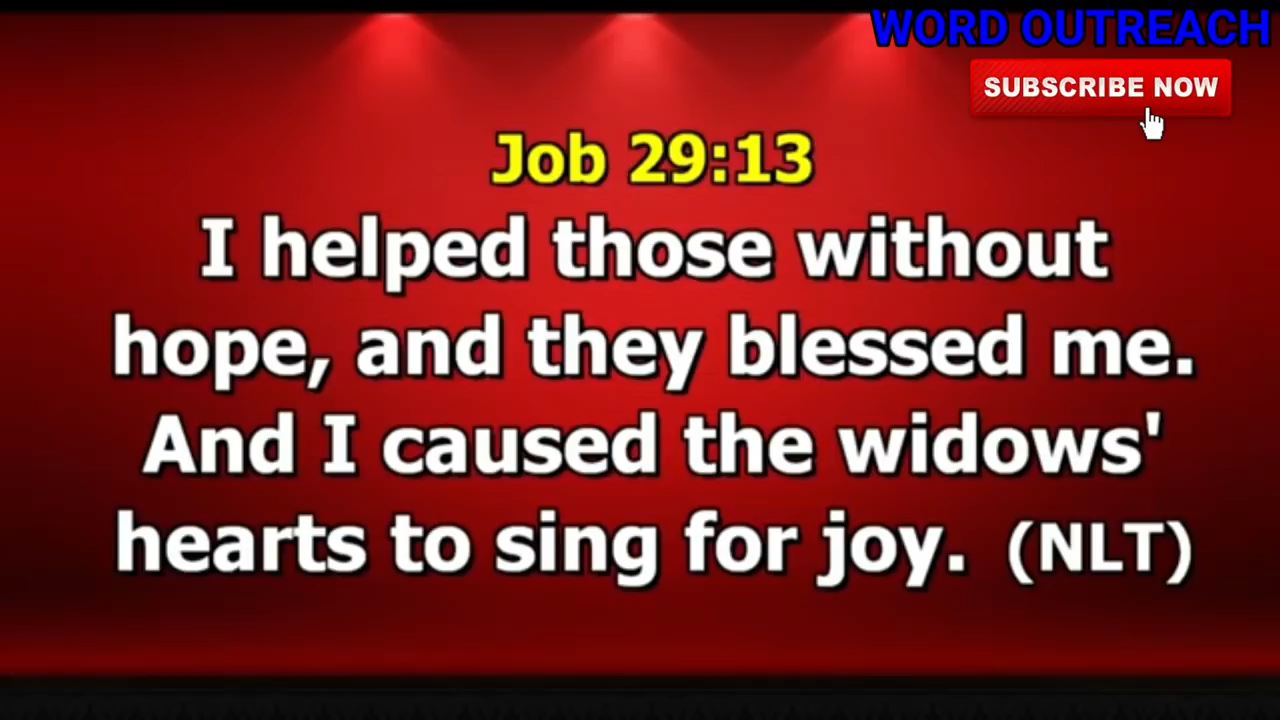 WORD OUTREACH
SUBSCRIBE NOW
Job 29:13
I helped those without
hope, and they blessed me.
And I caused the widows'
hearts to sing for joy. (NLT)